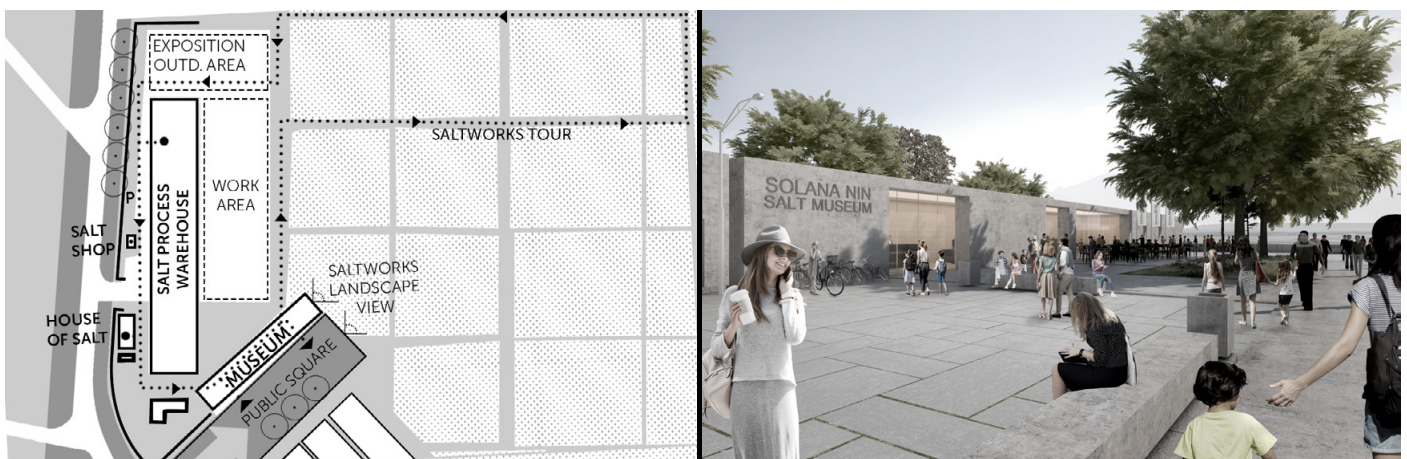 EXPOSITION
OUTD. AREA
SALTWORKS TOUR
WORK
AREA
SALT PROCESS
WAREHOUSE
P
SALT
SHOP
SALTWORKS
LANDSCAPE
VIEW
HOUSE
OF SALT
MUSEUM
PUBLIC SQUARE
SOLANA NIN
SALT MUSEUM